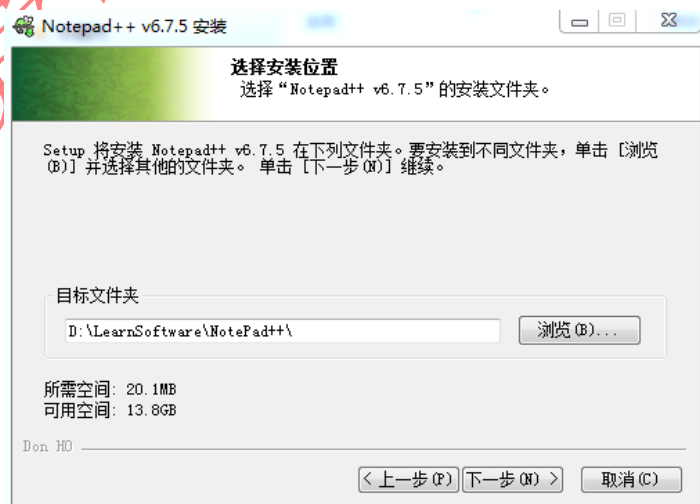 Notepad++ v6.7.5 安装
选择安装位置
选择“Notepad++ v6.7.5”的安装文件夹。
Setup 将安装 Notepad++ v6.7.5 在下列文件夹。要安装到不同文件夹，单击 [浏览
(B)] 并选择其他的文件夹。 单击 [下一步(N)] 继续。
目标文件夹
D:\LearnSoftware\NotePad++\
浏览(B)...
所需空间: 20.1MB
可用空间: 13.8GB
Don HO
< 上一步(P) 下一步(N) > 取消(C)